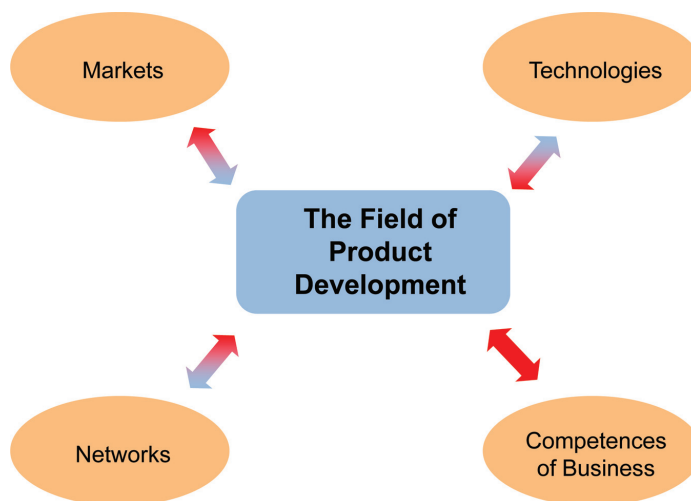 Markets
Technologies
The Field of
Product
Development
Networks
Competences
of Business